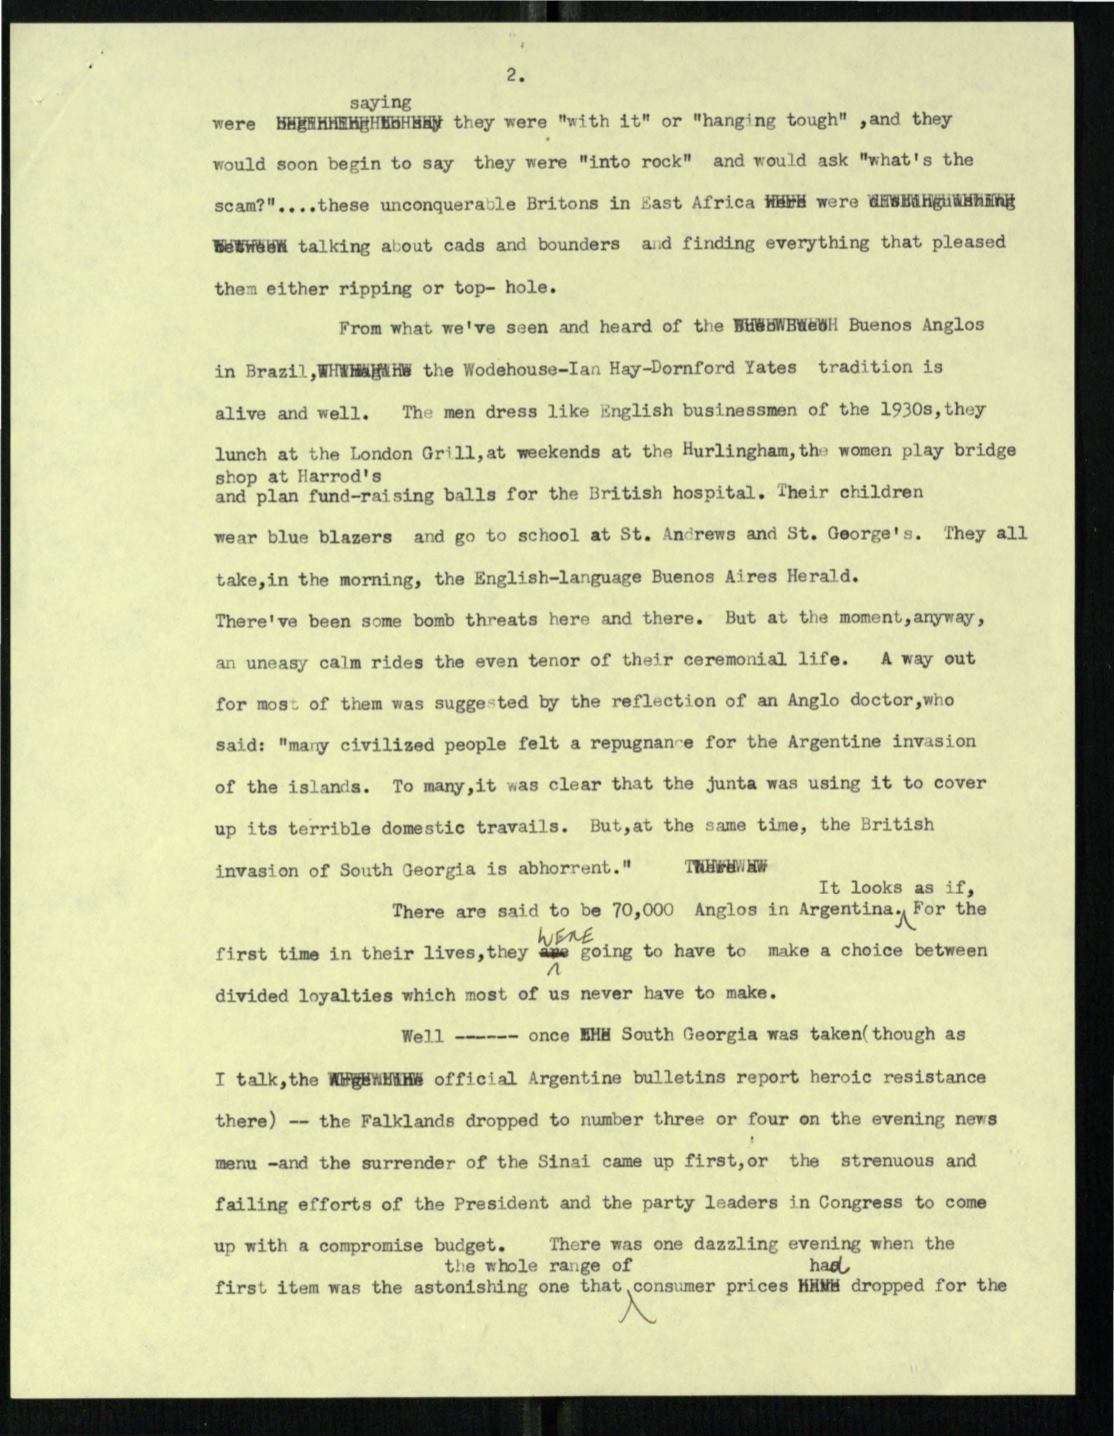 2.
saying
were beginning to say they were "with it" or "hanging tough" ,and they
would soon begin to say they were "into rock" and would ask "what's the
scam?"....these unconquerable Britons in East Africa were were distinguishing
between talking about cads and bounders and finding everything that pleased
them either ripping or top- hole.
From what we've seen and heard of the Buenos Anglos
in Brazil, the Wodehouse-Ian Hay-Dornford Yates tradition is
alive and well. The men dress like English businessmen of the 1930s,they
lunch at the London Grill,at weekends at the Hurlingham,the women play bridge
shop at Harrod's
and plan fund-raising balls for the British hospital. Their children
wear blue blazers and go to school at St. Andrews and St. George's. They all
take,in the morning, the English-language Buenos Aires Herald.
There've been some bomb threats here and there. But at the moment,anyway,
an uneasy calm rides the even tenor of their ceremonial life. A way out
for most of them was suggested by the reflection of an Anglo doctor,who
said: "many civilized people felt a repugnance for the Argentine invasion
of the islands. To many,it was clear that the junta was using it to cover
up its terrible domestic travails. But,at the same time, the British
invasion of South Georgia is abhorrent."
It looks as if,
There are said to be 70,000 Anglos in Argentina. For the
WERE
first time in their lives,they are going to have to make a choice between
divided loyalties which most of us never have to make.
Well ------ once South Georgia was taken(though as
I talk,the Argentine official Argentine bulletins report heroic resistance
there) -- the Falklands dropped to number three or four on the evening news
menu -and the surrender of the Sinai came up first,or the strenuous and
failing efforts of the President and the party leaders in Congress to come
up with a compromise budget. There was one dazzling evening when the
the whole range of had
first item was the astonishing one that consumer prices dropped for the